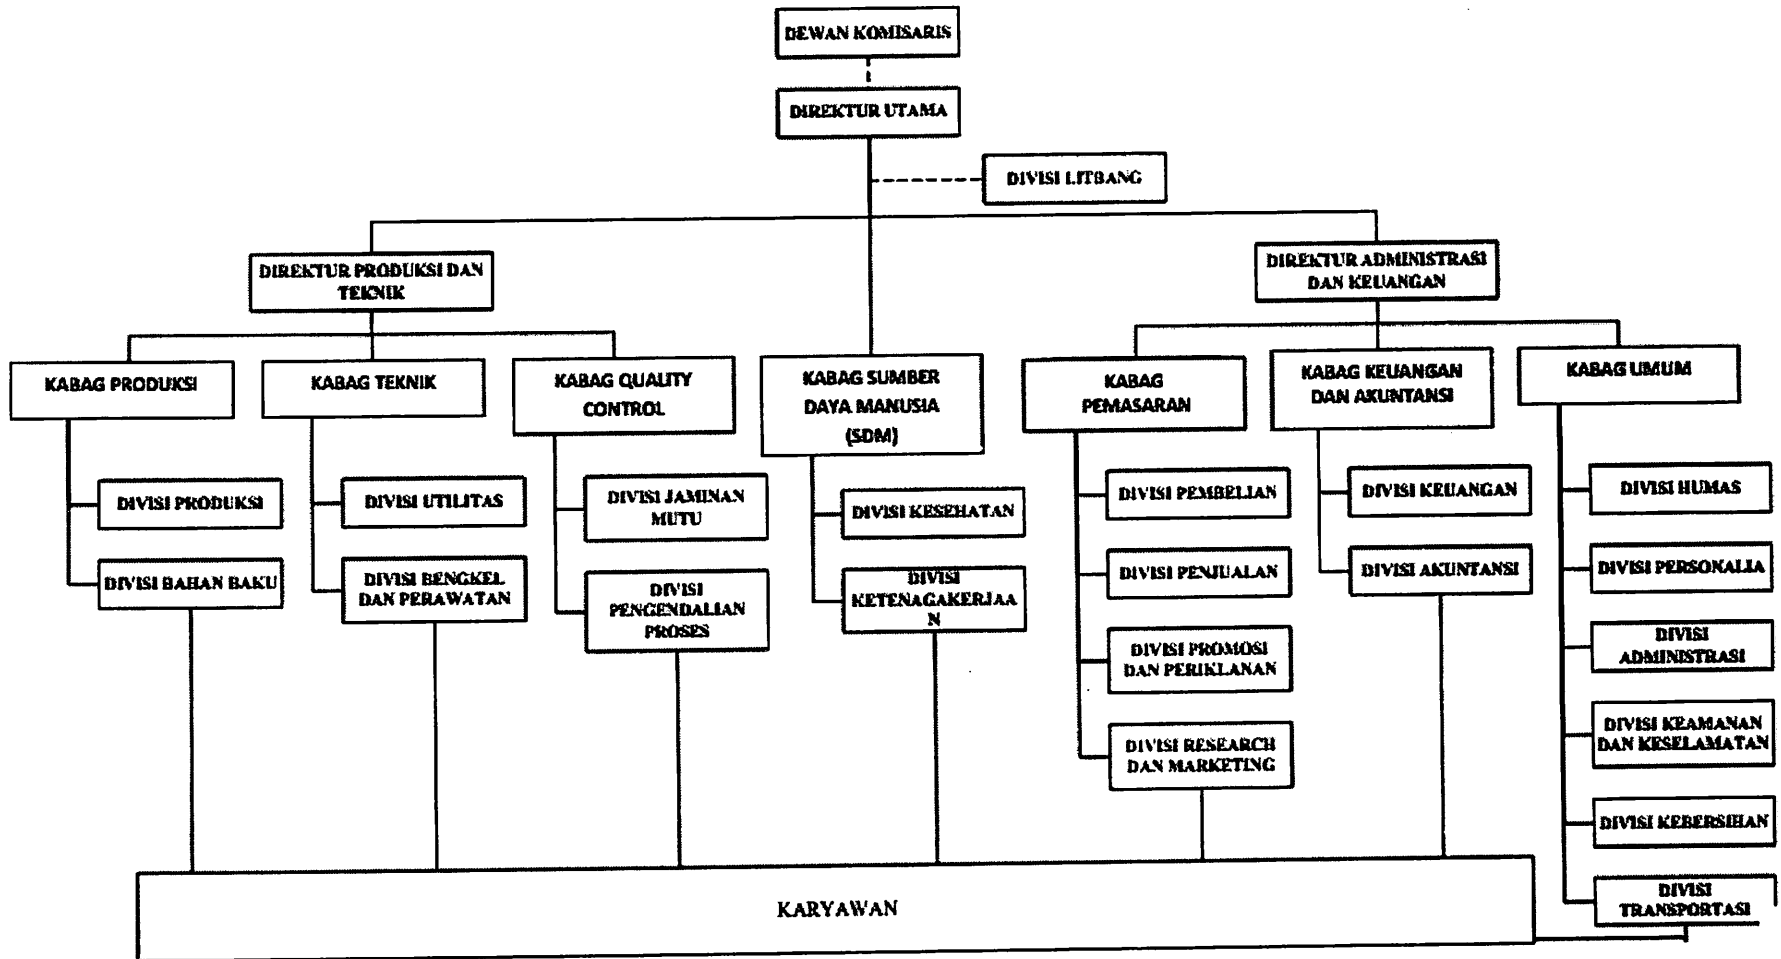 DEWAN KOMISARIS
DIREKTUR UTAMA
DIVISI LITBANG
DIREKTUR PRODUKSI DAN
TEKNIK
DIREKTUR ADMINISTRASI
DAN KEUANGAN
KABAG PRODUKSI
KABAG TEKNIK
KABAG QUALITY
CONTROL
KABAG SUMBER
DAYA MANUSIA
(SDM)
KABAG
PEMASARAN
KABAG KEUANGAN
DAN AKUNTANSI
KABAG UMUM
DIVISI PRODUKSI
DIVISI BAHAN BAKU
DIVISI UTILITAS
DIVISI BENGKEL
DAN PERAWATAN
DIVISI JAMINAN
MUTU
DIVISI
PENGENDALIAN
PROSES
DIVISI KESEHATAN
DIVISI
KETENAGAKERJAA
N
DIVISI PEMBELIAN
DIVISI PENJUALAN
DIVISI PROMOSI
DAN PERIKLANAN
DIVISI RESEARCH
DAN MARKETING
DIVISI KEUANGAN
DIVISI AKUNTANSI
DIVISI HUMAS
DIVISI PERSONALIA
DIVISI
ADMINISTRASI
DIVISI KEAMANAN
DAN KESELAMATAN
DIVISI KEBERSIHAN
DIVISI
TRANSPORTASI
KARYAWAN